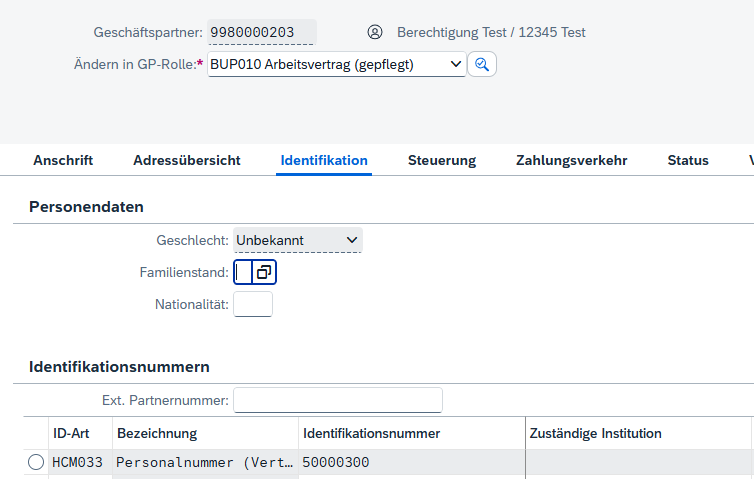 Geschäftspartner: 9980000203 Berechtigung Test / 12345 Test
Ändern in GP-Rolle:* BUP010 Arbeitsvertrag (gepflegt)
Anschrift Adressübersicht Identifikation Steuerung Zahlungsverkehr Status V
Personendaten
Geschlecht: Unbekannt
Familienstand:
Nationalität:
Identifikationsnummern
Ext. Partnernummer:
ID-Art Bezeichnung Identifikationsnummer Zuständige Institution
HCM033 Personalnummer (Vert… 50000300